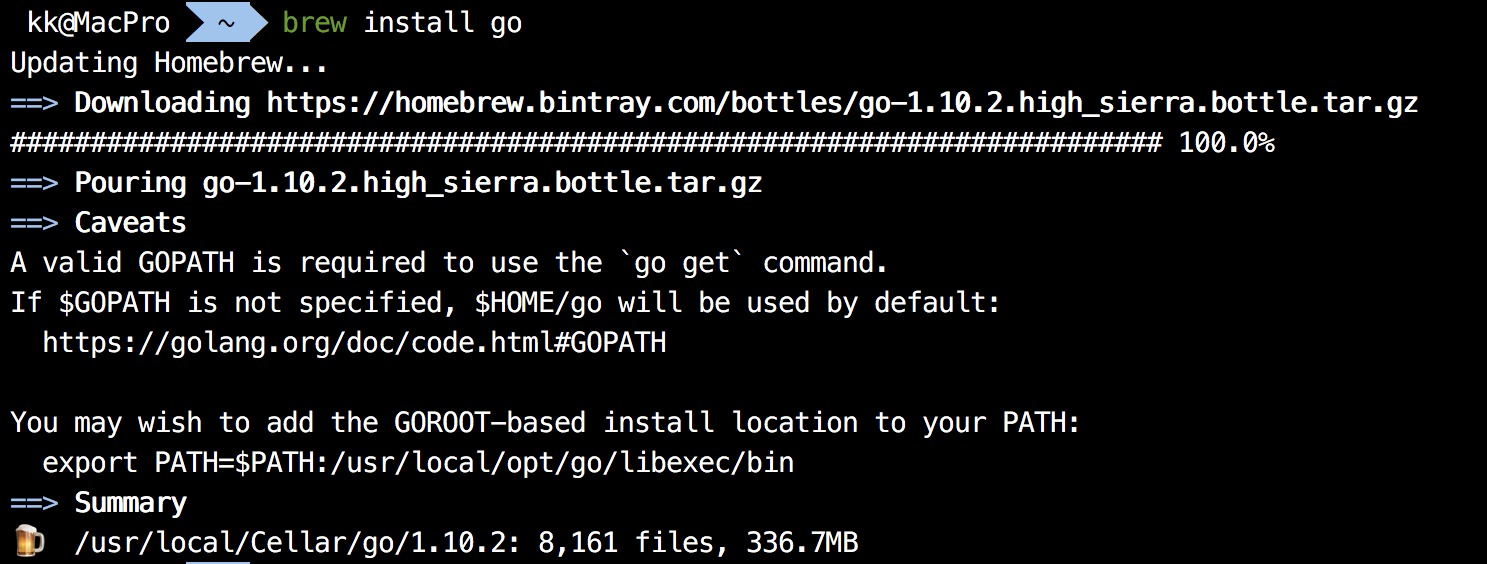 kk@MacPro ~ brew install go
Updating Homebrew...
==> Downloading https://homebrew.bintray.com/bottles/go-1.10.2.high_sierra.bottle.tar.gz
######################################################################## 100.0%
==> Pouring go-1.10.2.high_sierra.bottle.tar.gz
==> Caveats
A valid GOPATH is required to use the `go get` command.
If $GOPATH is not specified, $HOME/go will be used by default:
  https://golang.org/doc/code.html#GOPATH

You may wish to add the GOROOT-based install location to your PATH:
  export PATH=$PATH:/usr/local/opt/go/libexec/bin
==> Summary
🍺  /usr/local/Cellar/go/1.10.2: 8,161 files, 336.7MB